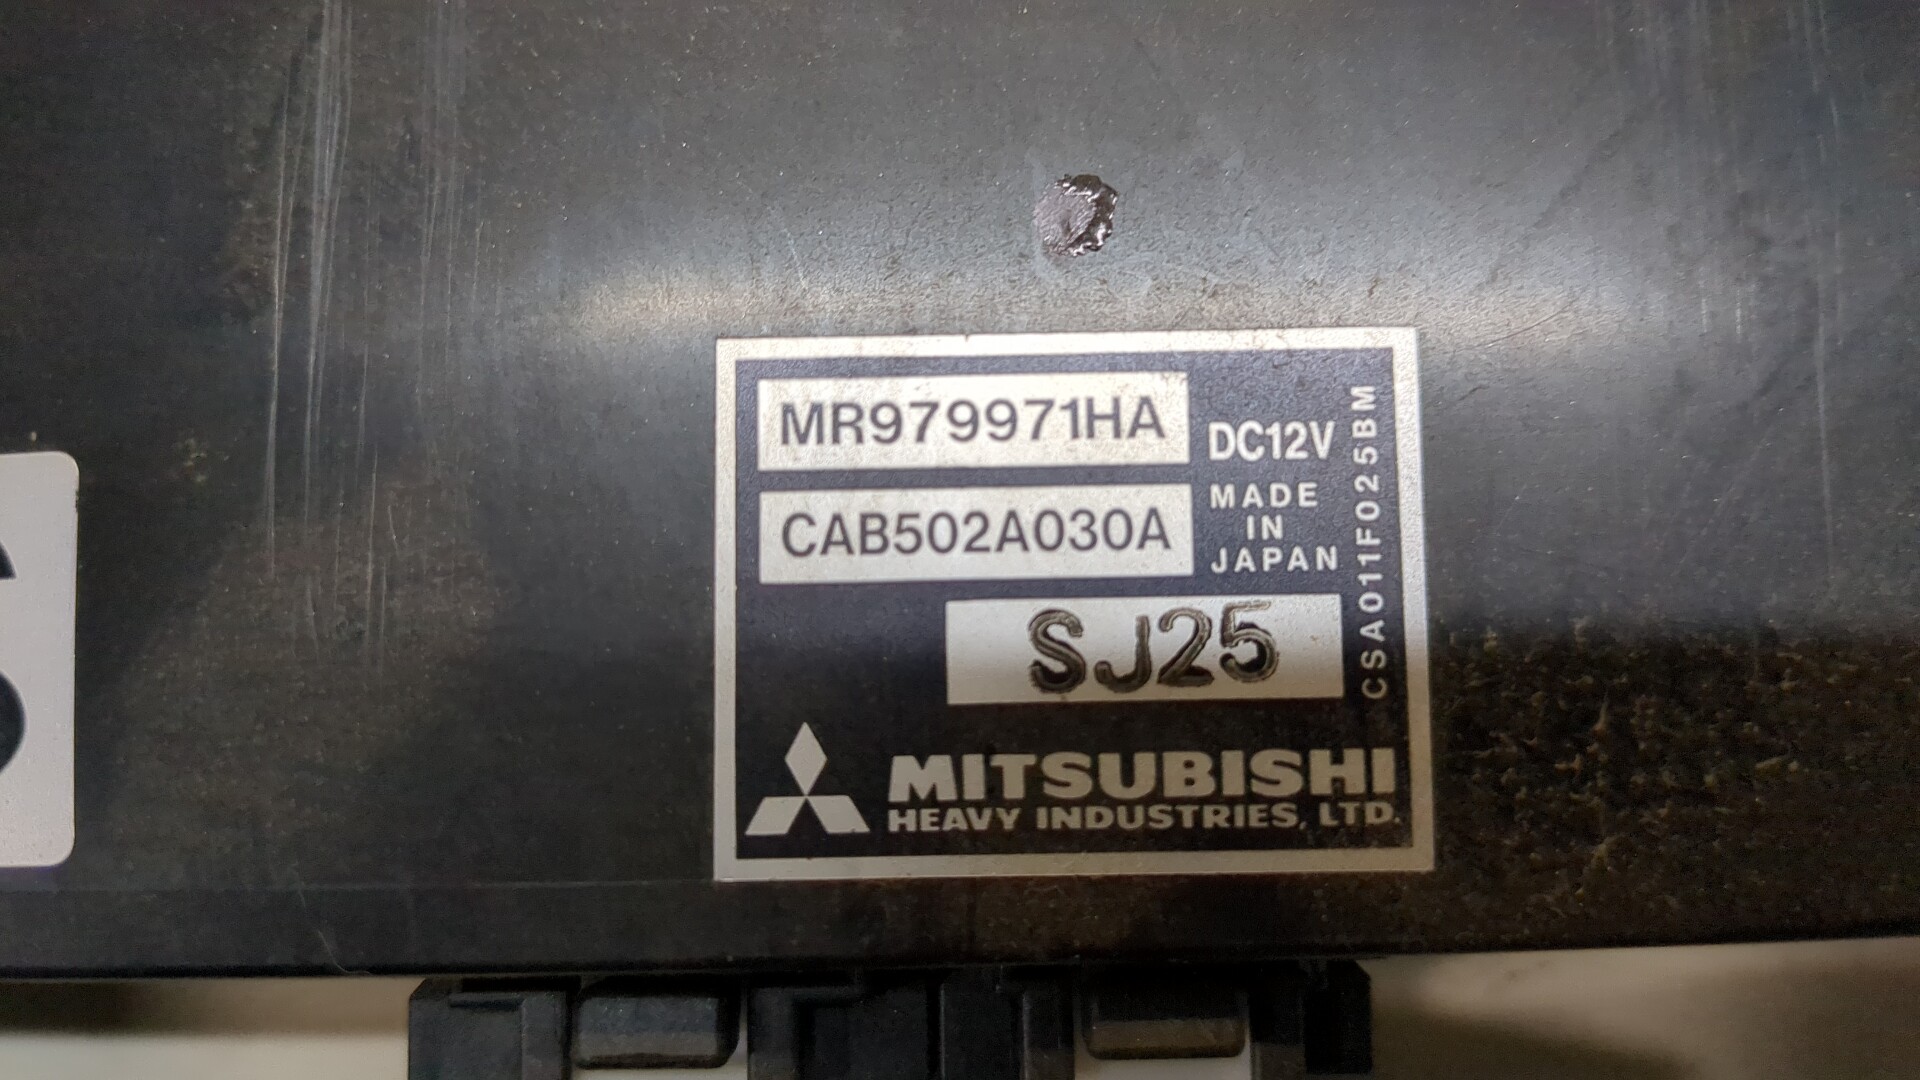 MR979971HA
DC12V
CAB502A030A
MADE
IN
JAPAN
CSA011F025BM
SJ25
MITSUBISHI
HEAVY INDUSTRIES, LTD.